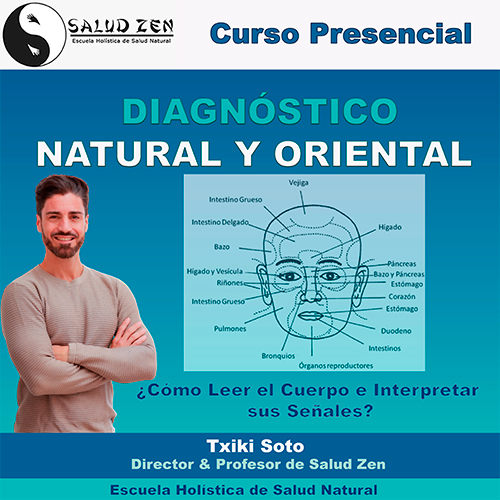 SALUD ZEN
Escuela Holística de Salud Natural
Curso Presencial
DIAGNÓSTICO
NATURAL Y ORIENTAL
Vejiga
Intestino Grueso
Intestino Delgado
Hígado
Bazo
Páncreas
Hígado y Vesícula
Bazo y Páncreas
Riñones
Estómago
Intestino Grueso
Corazón
Estómago
Pulmones
Duodeno
Intestinos
Bronquios
Órganos reproductores
¿Cómo Leer el Cuerpo e Interpretar
sus Señales?
Txiki Soto
Director & Profesor de Salud Zen
Escuela Holística de Salud Natural